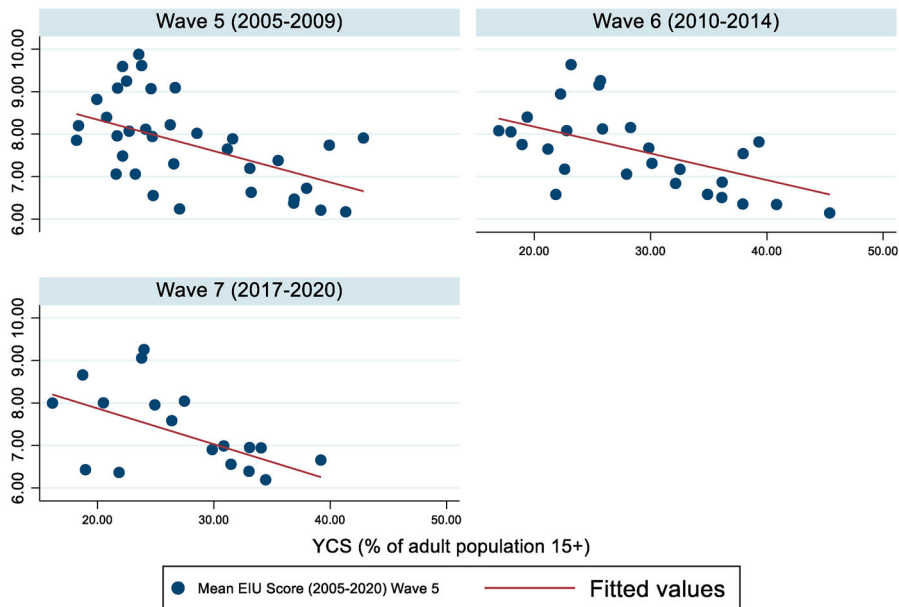 Wave 5 (2005-2009)
Wave 6 (2010-2014)
10.00
9.00
8.00
7.00
6.00
20.00 30.00 40.00 50.00
Wave 7 (2017-2020)
10.00
9.00
8.00
7.00
6.00
20.00 30.00 40.00 50.00
YCS (% of adult population 15+)
Mean EIU Score (2005-2020) Wave 5 Fitted values